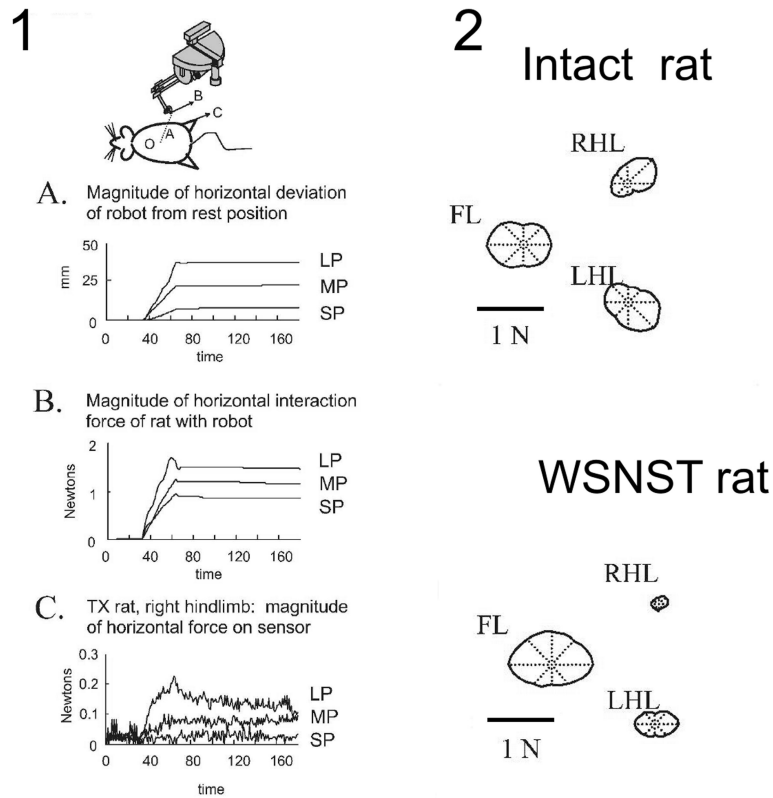 1
B
C
O
A
A. Magnitude of horizontal deviation
of robot from rest position
50
25
0
mm
LP
MP
SP
0 40 80 120 160
time
B. Magnitude of horizontal interaction
force of rat with robot
2
1
0
Newtons
LP
MP
SP
0 40 80 120 160
time
C. TX rat, right hindlimb: magnitude
of horizontal force on sensor
0.3
0.2
0.1
0
Newtons
LP
MP
SP
0 40 80 120 160
time
2
Intact rat
RHL
FL
LHL
1 N
WSNST rat
RHL
FL
LHL
1 N